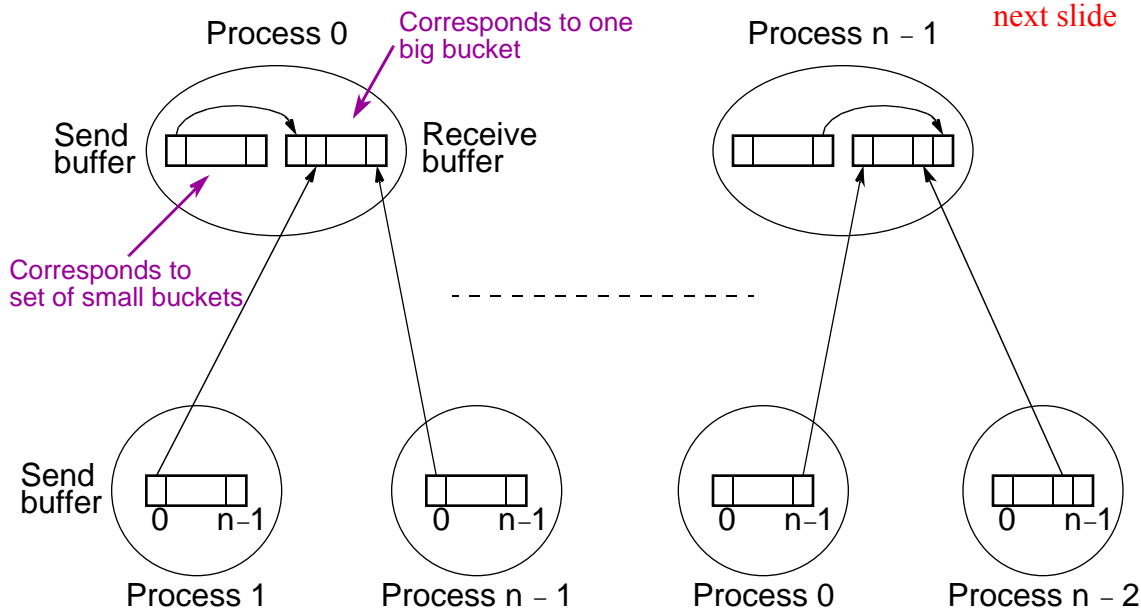 Corresponds to one
big bucket
next slide
Process 0
Process n – 1
Send
buffer
Receive
buffer
Corresponds to
set of small buckets
Send
buffer
0 n–1
0 n–1
0 n–1
0 n–1
Process 1
Process n – 1
Process 0
Process n – 2